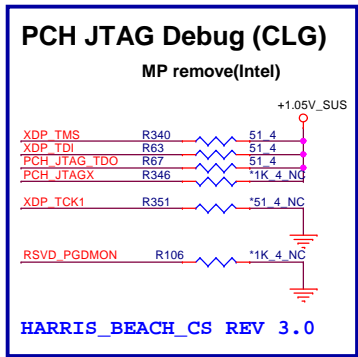 PCH JTAG Debug (CLG)
MP remove(Intel)
+1.05V_SUS
XDP_TMS R340 51_4
XDP_TDI R63 51_4
PCH_JTAG_TDO R67 51_4
PCH_JTAGX R346 *1K_4_NC
XDP_TCK1 R351 *51_4_NC
RSVD_PGDMON R106 *1K_4_NC
HARRIS_BEACH_CS REV 3.0